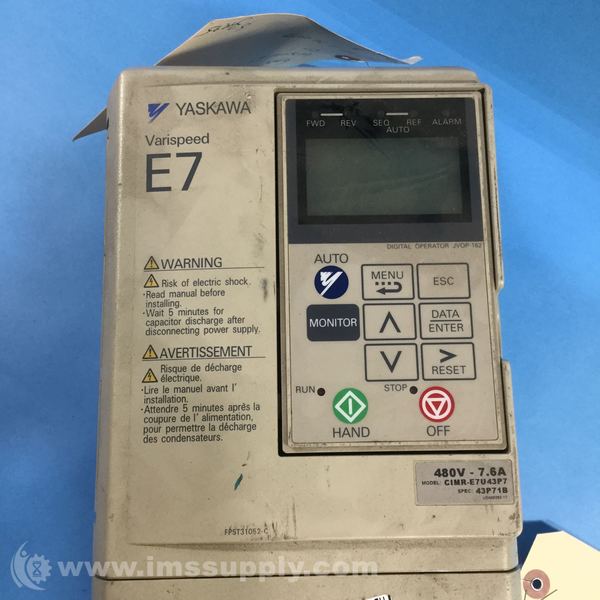 YASKAWA
Varispeed
E7
FWD REV SEQ REF ALARM
AUTO
DIGITAL OPERATOR JVOP-162
AUTO
MENU
ESC
MONITOR
DATA
ENTER
>
RESET
RUN
STOP
HAND
OFF
WARNING
Risk of electric shock.
•Read manual before
installing.
•Wait 5 minutes for
capacitor discharge after
disconnecting power supply.
AVERTISSEMENT
Risque de décharge
électrique.
•Lire le manuel avant l'
installation.
•Attendre 5 minutes après la
coupure de l'alimentation,
pour permettre la décharge
des condensateurs.
480V - 7.6A
MODEL: CIMR-E7U43P7
SPEC: 43P71B
FPST31052-C
www.imssupply.com